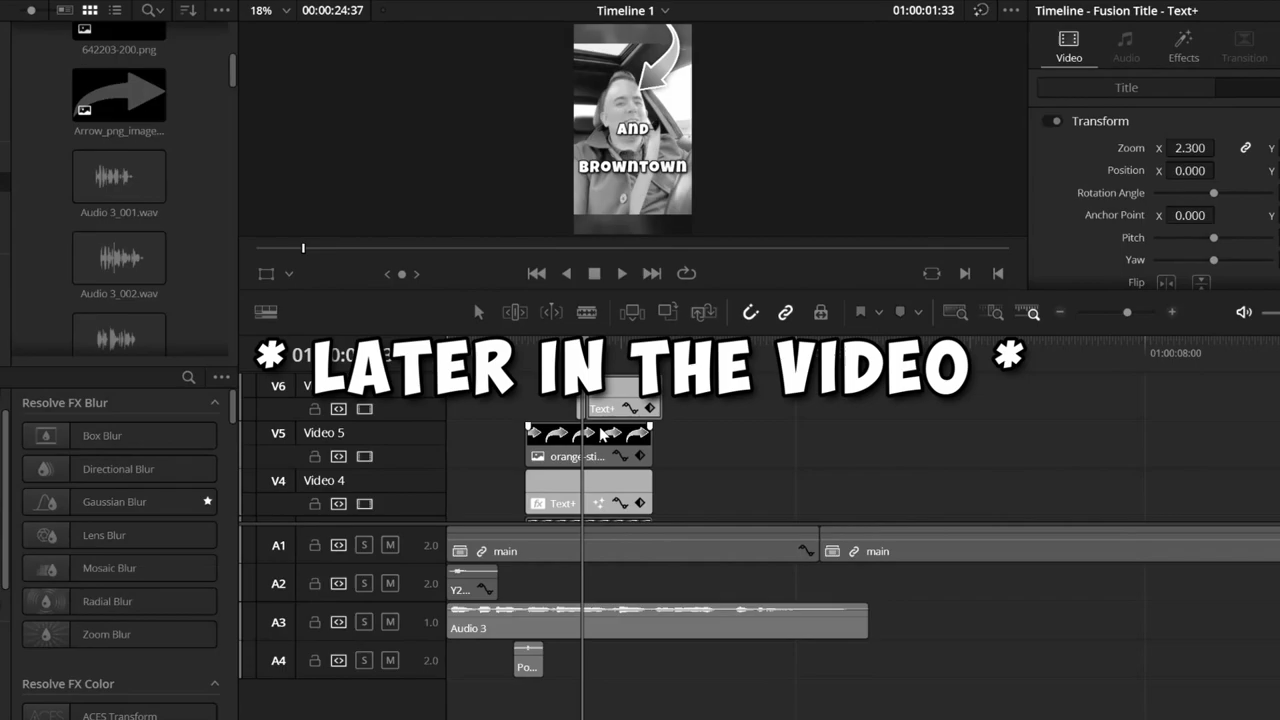 18%
00:00:24:37
Timeline 1
01:00:01:33
Timeline - Fusion Title - Text+
Video
Audio
Effects
Transition
Title
Transform
Zoom X 2.300 Y
Position X 0.000 Y
Rotation Angle
Anchor Point X 0.000 Y
Pitch
Yaw
Flip
642203-200.png
Arrow_png_image...
Audio 3_001.wav
Audio 3_002.wav
AND
BROWNTOWN
* LATER IN THE VIDEO *
01:00:08:00
Resolve FX Blur
Box Blur
Directional Blur
Gaussian Blur
Lens Blur
Mosaic Blur
Radial Blur
Zoom Blur
Resolve FX Color
ACES Transform
V6
Text+
V5 Video 5
orange-sti...
V4 Video 4
fx Text+
A1 S M 2.0 main main
A2 S M 2.0 Y2...
A3 S M 1.0 Audio 3
A4 S M 2.0 Po...